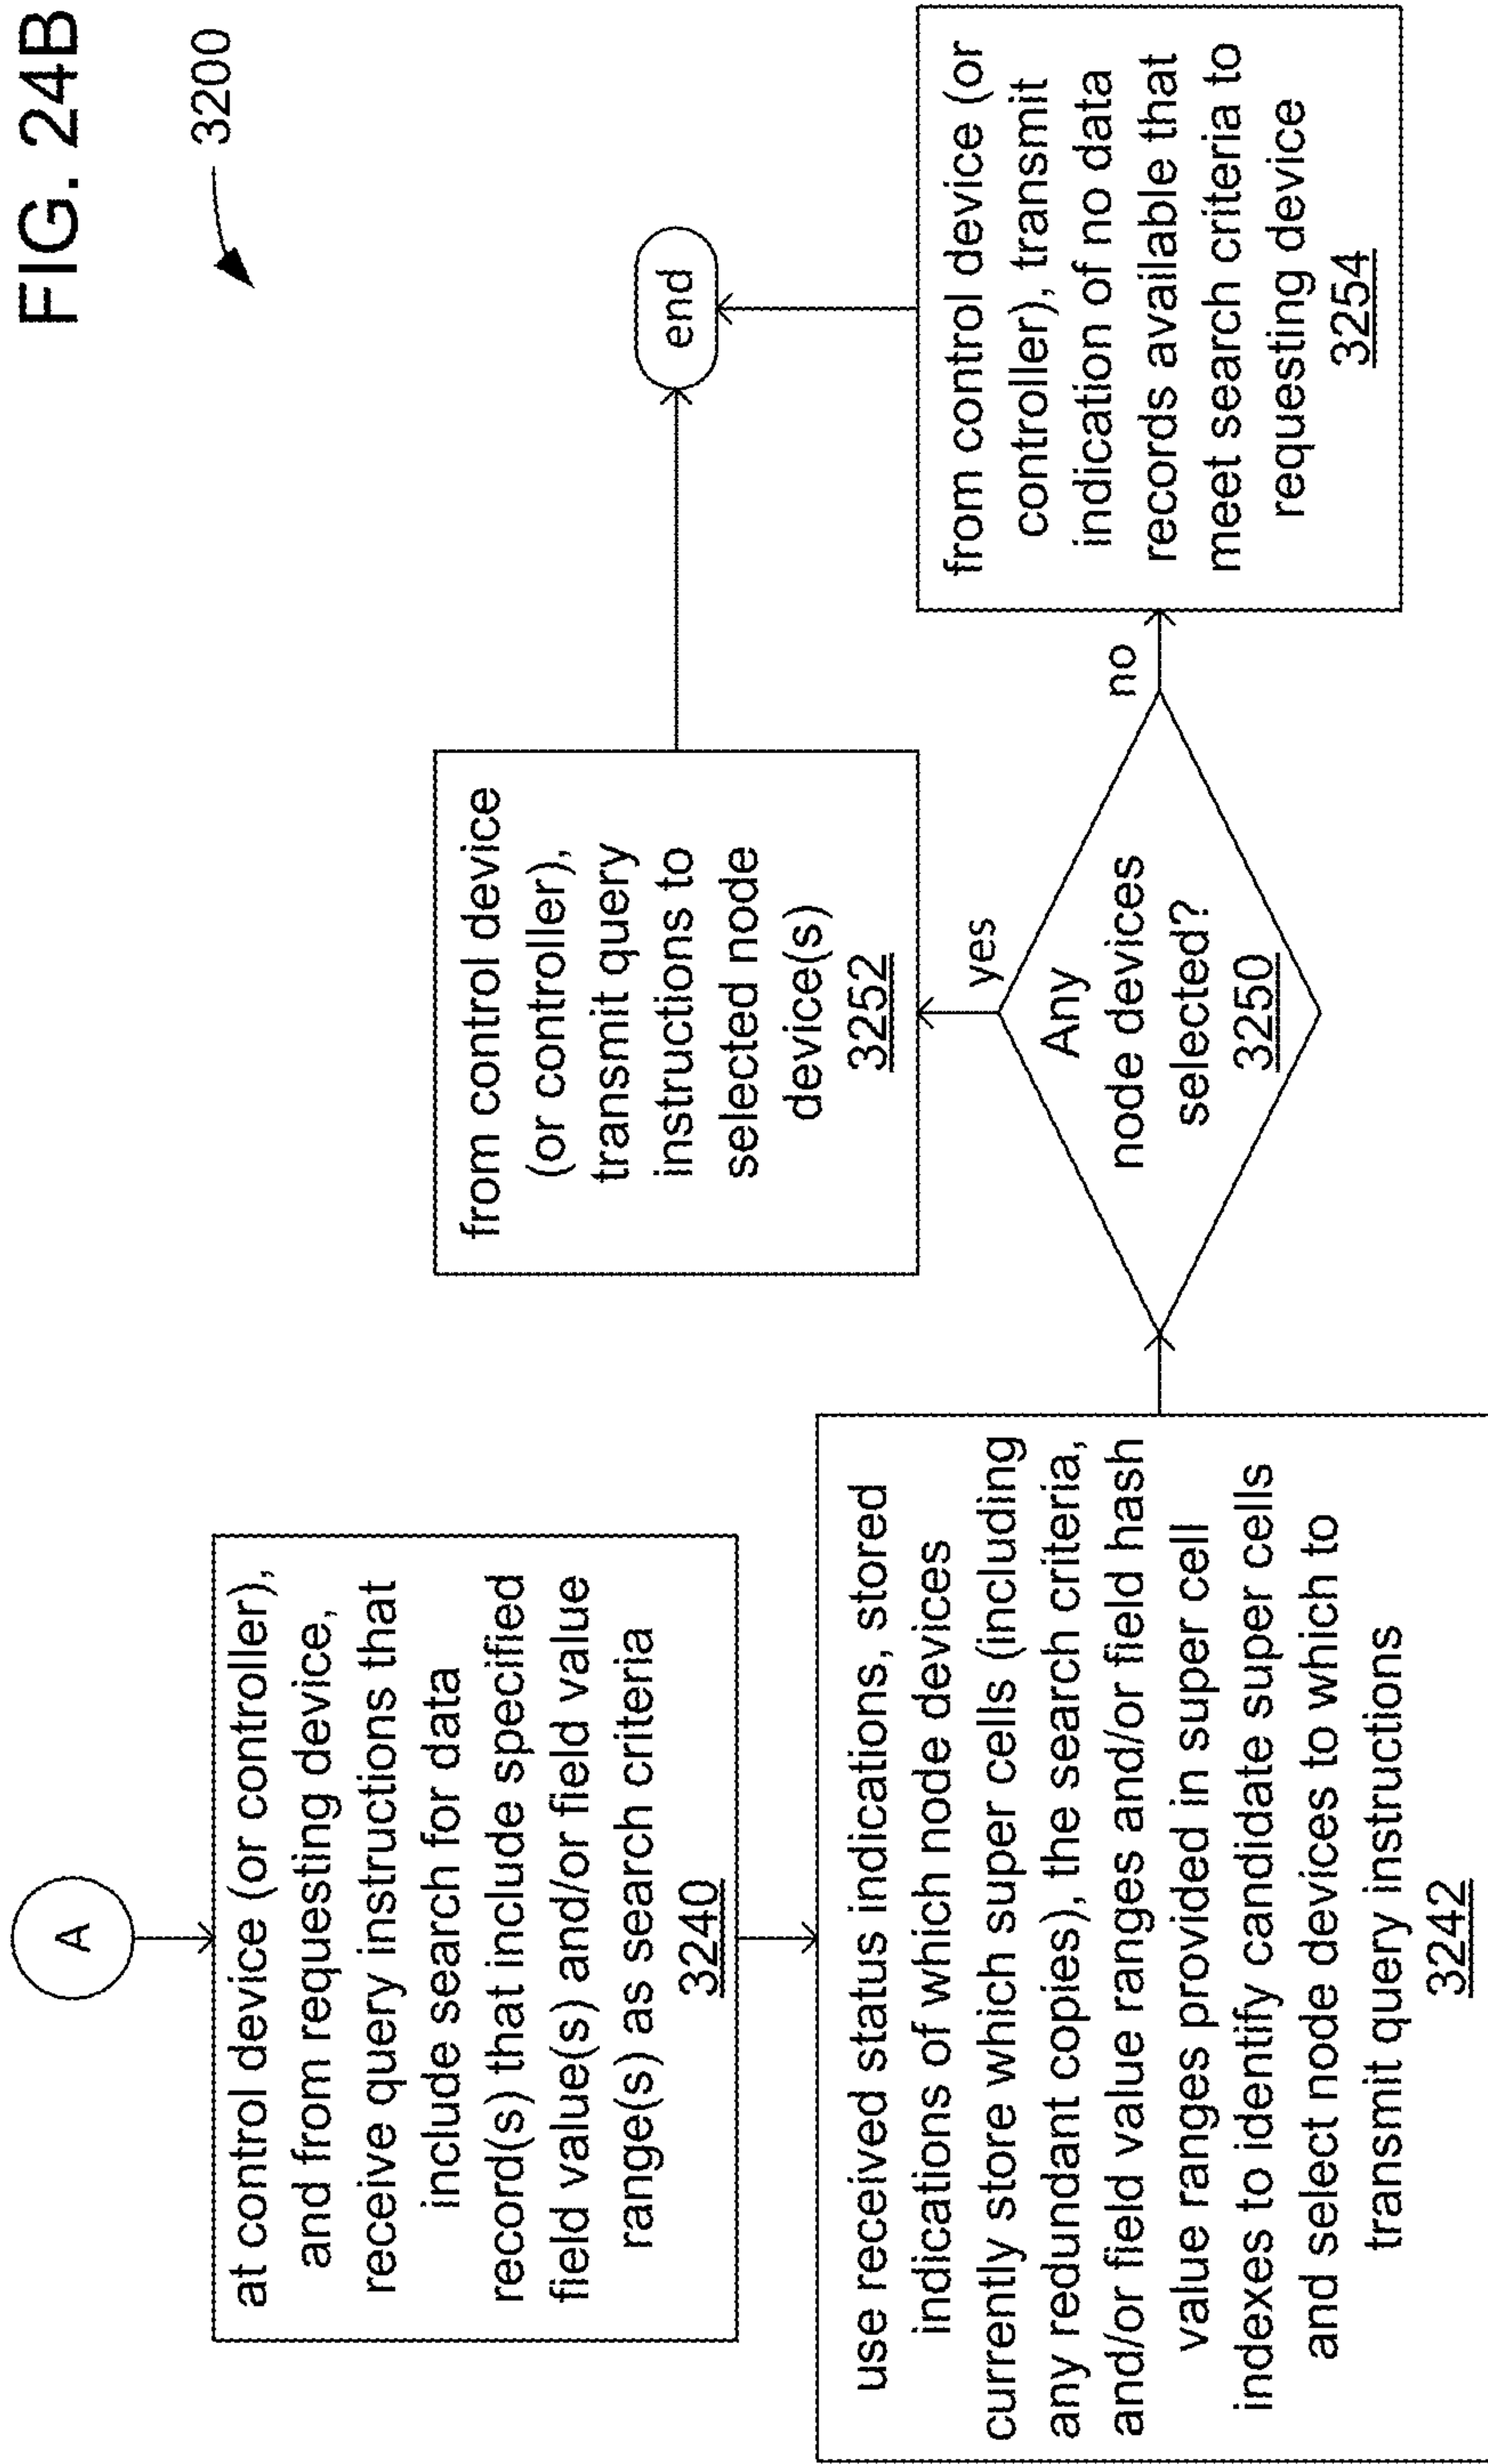 FIG. 24B
3200
A
at control device (or controller),
and from requesting device,
receive query instructions that
include search for data
record(s) that include specified
field value(s) and/or field value
range(s) as search criteria
3240
use received status indications, stored
indications of which node devices
currently store which super cells (including
any redundant copies), the search criteria,
and/or field value ranges and/or field hash
value ranges provided in super cell
indexes to identify candidate super cells
and select node devices to which to
transmit query instructions
3242
Any
node devices
selected?
3250
yes
no
from control device
(or controller),
transmit query
instructions to
selected node
device(s)
3252
from control device (or
controller), transmit
indication of no data
records available that
meet search criteria to
requesting device
3254
end